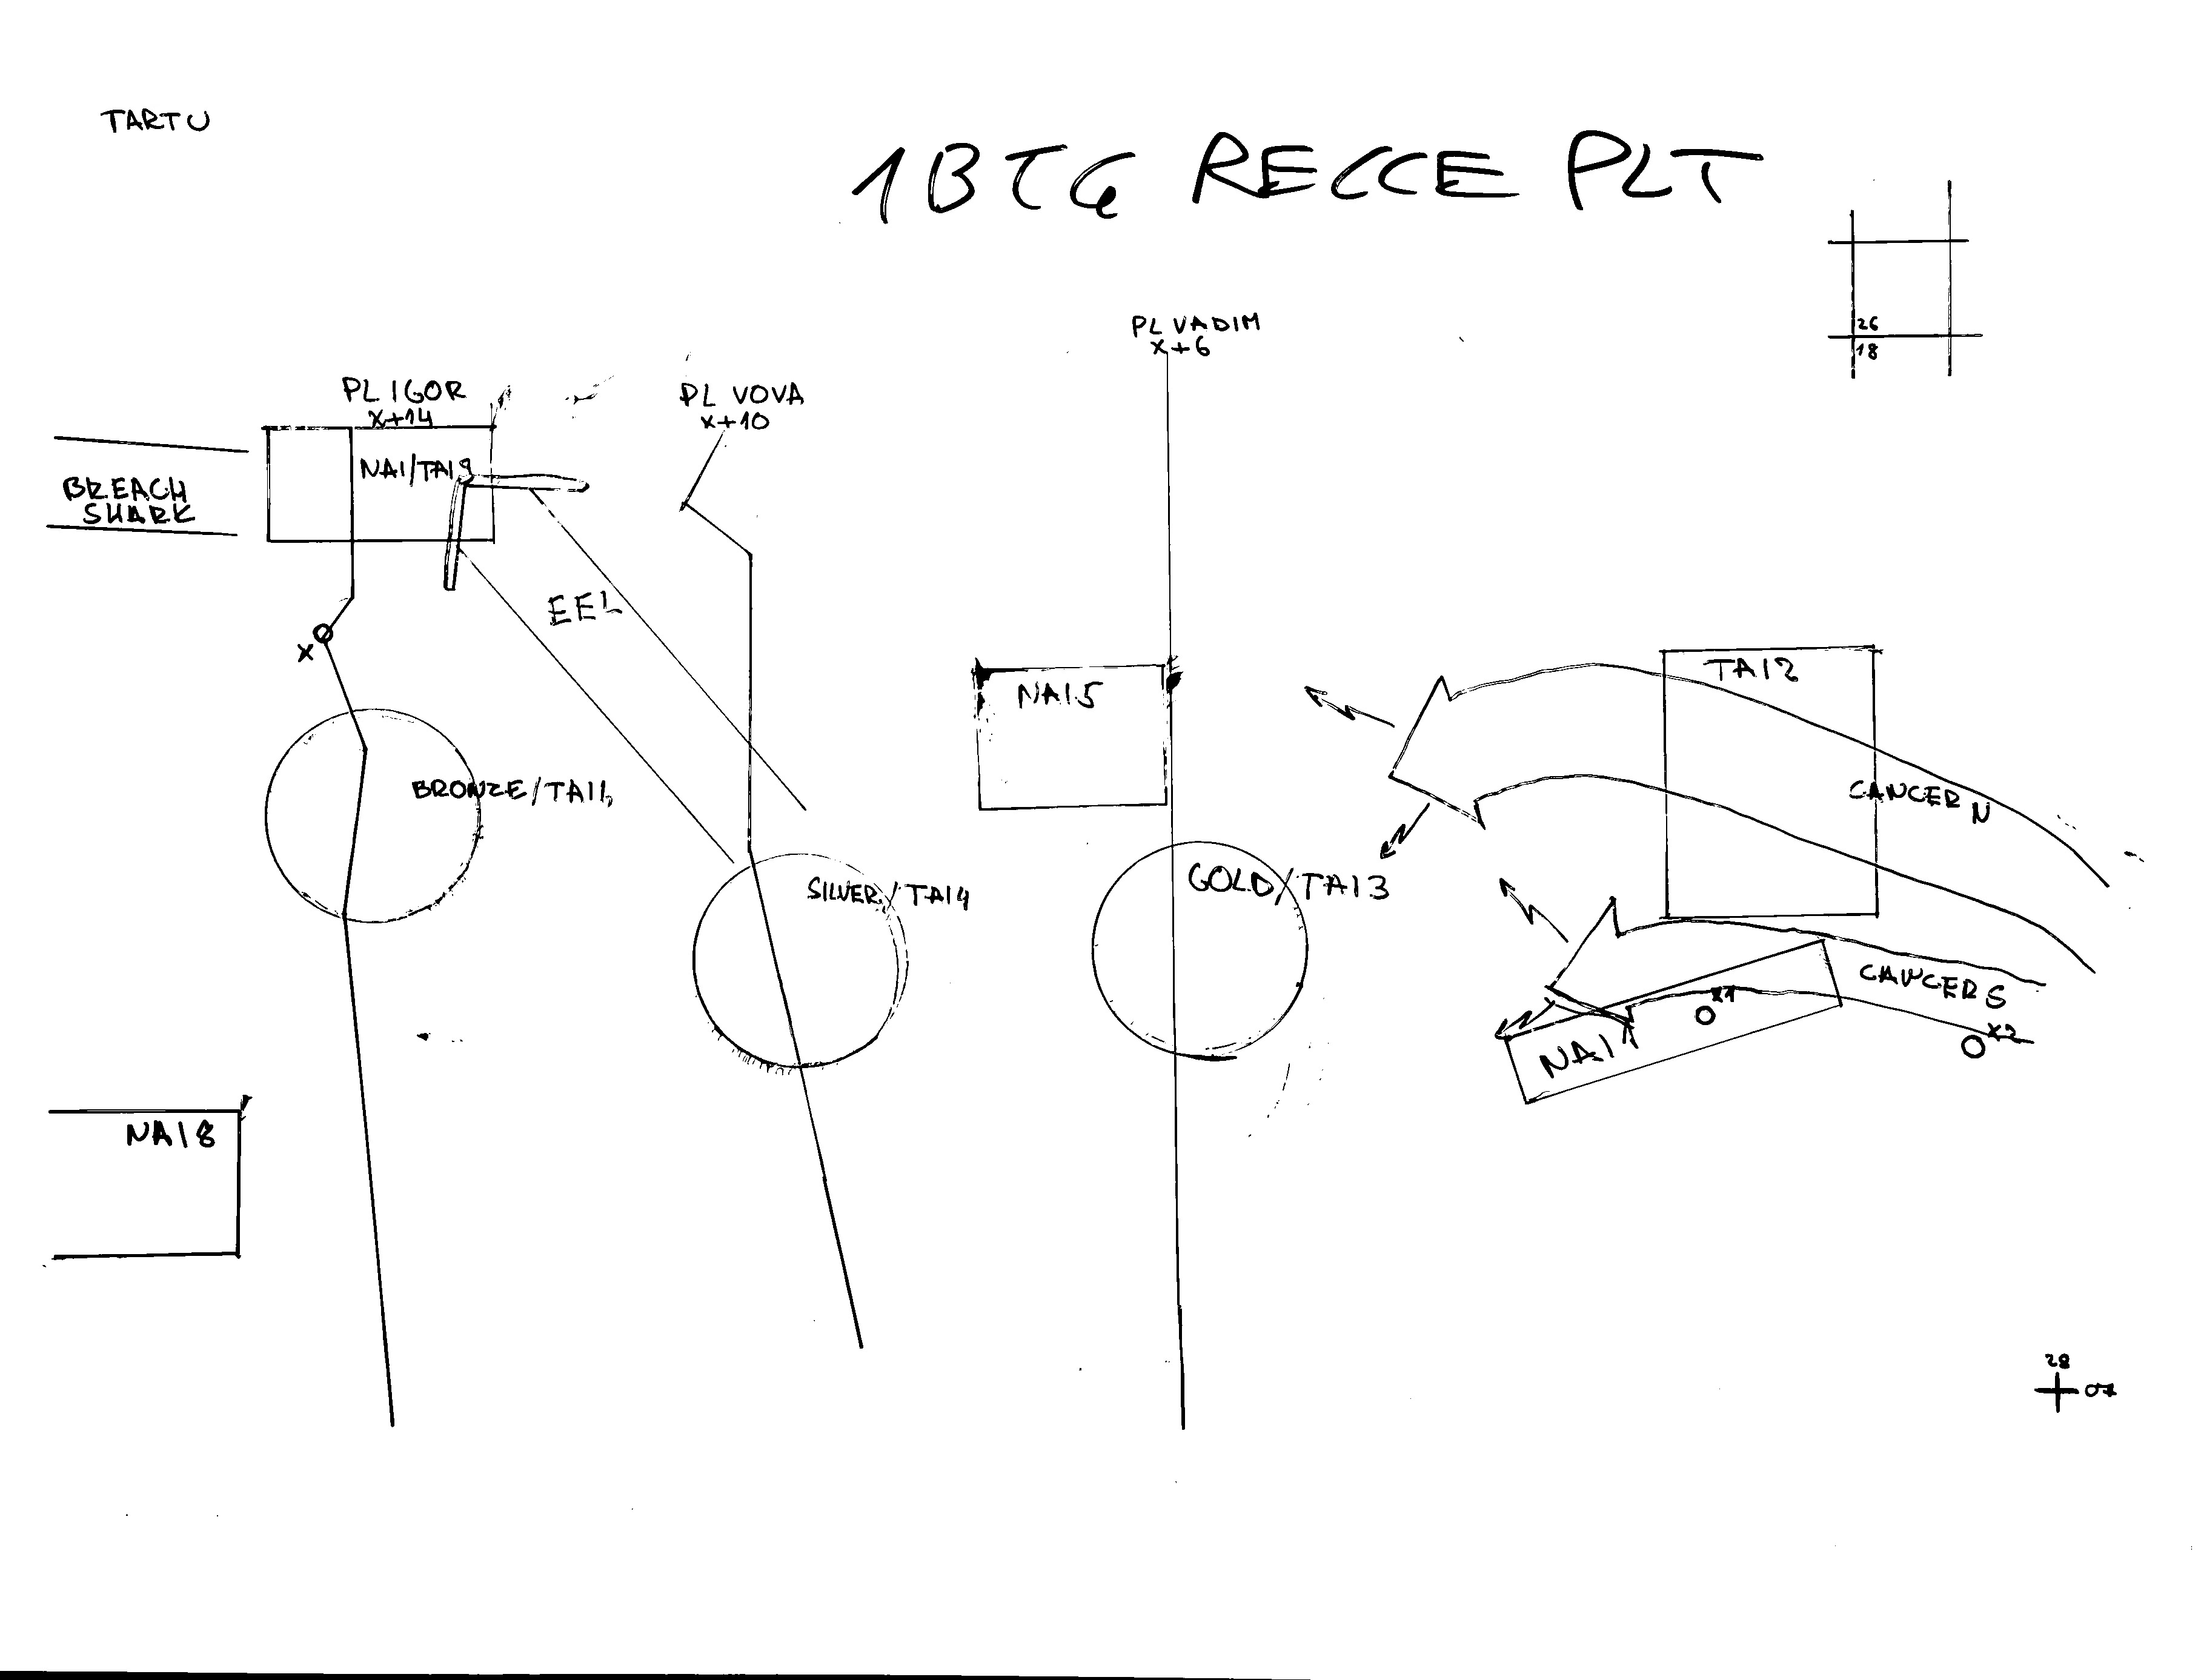 TARTU
1BTG RECCE PLT
26
18
PL VADIM
X+6
PL IGOR
X+14
PL VOVA
X+10
NAI/TAI9
BREACH
SHARK
EEL
X
NAI5
TAI2
CANCER N
BRONZE/TAI
SILVER/TAI4
GOLD/TAI3
CANCER S
X1
X2
NAI1
NAI8
28
07